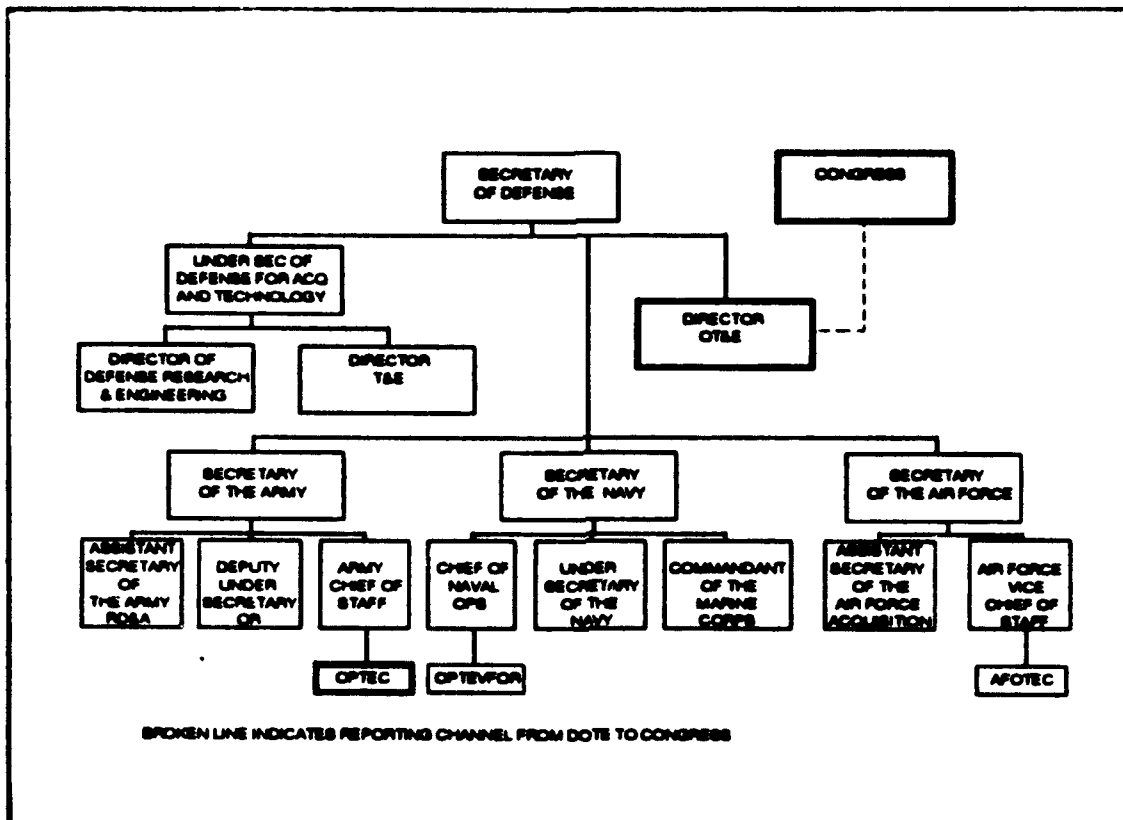 SECRETARY
OF DEFENSE
CONGRESS
UNDER SEC OF
DEFENSE FOR ACQ
AND TECHNOLOGY
DIRECTOR
OT&E
DIRECTOR OF
DEFENSE RESEARCH
& ENGINEERING
DIRECTOR
T&E
SECRETARY
OF THE ARMY
SECRETARY
OF THE NAVY
SECRETARY
OF THE AIR FORCE
ASSISTANT
SECRETARY
OF
THE ARMY
RD&A
DEPUTY
UNDER
SECRETARY
OR
ARMY
CHIEF OF
STAFF
CHIEF OF
NAVAL
OPS
UNDER
SECRETARY
OF THE
NAVY
COMMANDANT
OF THE
MARINE
CORPS
ASSISTANT
SECRETARY
OF THE
AIR FORCE
ACQUISITION
AIR FORCE
VICE
CHIEF OF
STAFF
OPTEC
OPTEVFOR
AFOTEC
BROKEN LINE INDICATES REPORTING CHANNEL FROM DOTE TO CONGRESS